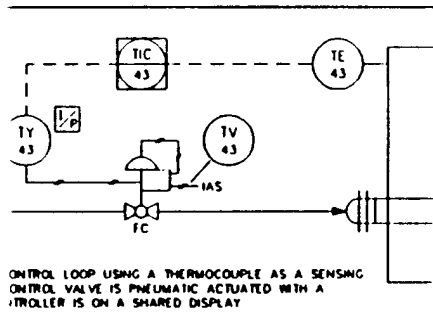 TIC
43
TE
43
TY
43
I/P
TV
43
IAS
FC
ONTROL LOOP USING A THERMOCOUPLE AS A SENSING
ONTROL VALVE IS PNEUMATIC ACTUATED WITH A
TROLLER IS ON A SHARED DISPLAY